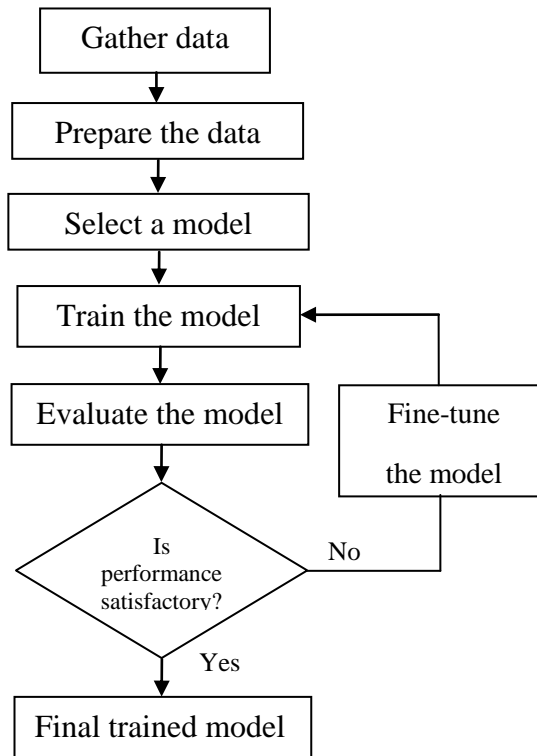 Gather data
Prepare the data
Select a model
Train the model
Evaluate the model
Fine-tune
the model
Is
performance
satisfactory?
No
Yes
Final trained model